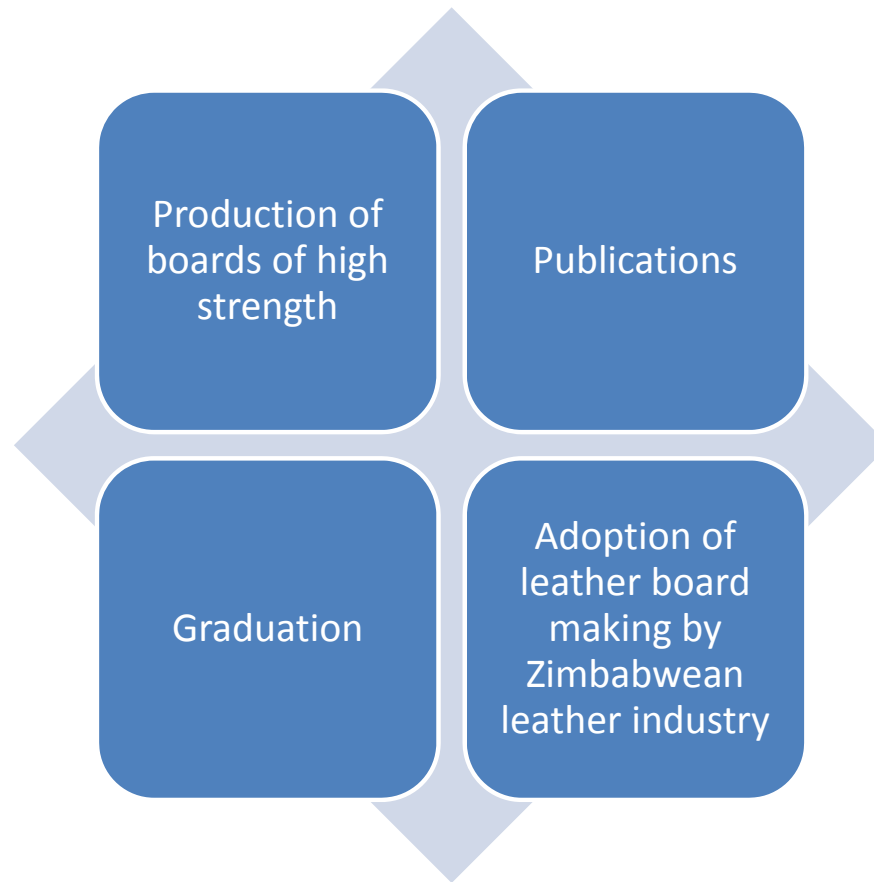 Production of
boards of high
strength
Publications
Graduation
Adoption of
leather board
making by
Zimbabwean
leather industry